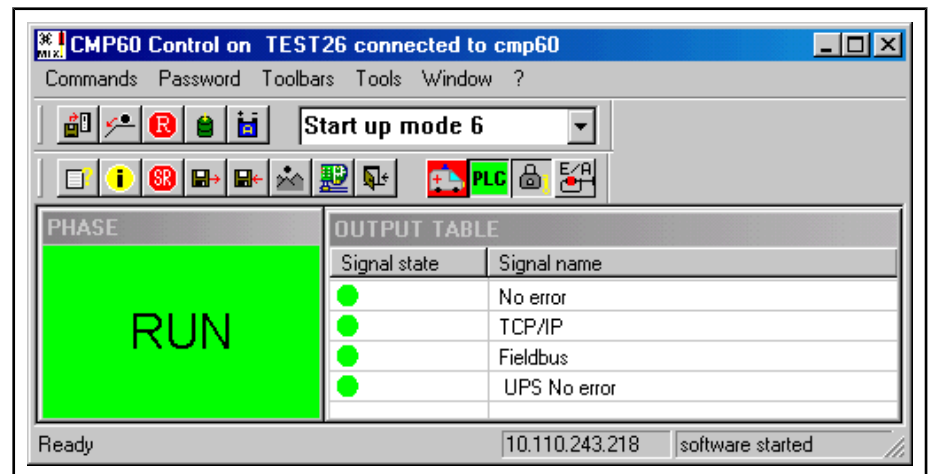 MIX. CMP60 Control on TEST26 connected to cmp60
Commands Password Toolbars Tools Window ?
R Start up mode 6
? i SR PLC E/A
PHASE
OUTPUT TABLE
Signal state Signal name
No error
RUN
TCP/IP
Fieldbus
UPS No error
Ready 10.110.243.218 software started